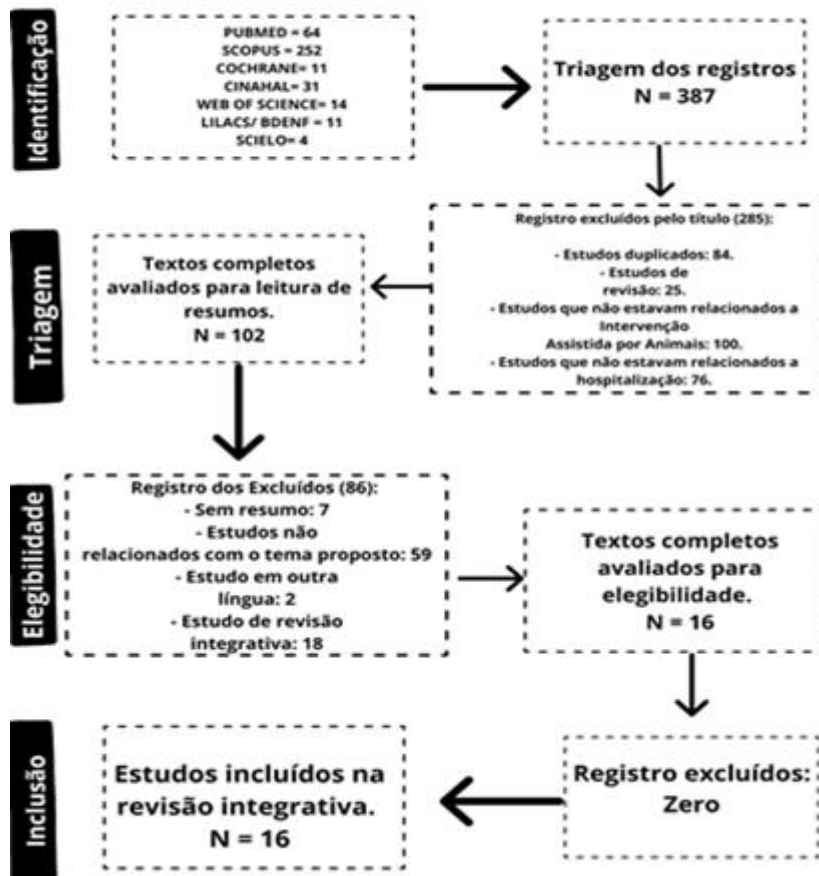 Identificação
PUBMED = 64
SCOPUS = 252
COCHRANE= 11
CINAHAL= 31
WEB OF SCIENCE= 14
LILACS/ BDENF = 11
SCIELO= 4
Triagem dos registros
N = 387
Triagem
Registro excluídos pelo título (285):
- Estudos duplicados: 84.
- Estudos de
revisão: 25.
- Estudos que não estavam relacionados a
Intervenção
Assistida por Animais: 100.
- Estudos que não estavam relacionados a
hospitalização: 76.
Textos completos
avaliados para leitura de
resumos.
N = 102
Elegibilidade
Registro dos Excluídos (86):
- Sem resumo: 7
- Estudos não
relacionados com o tema proposto: 59
- Estudo em outra
língua: 2
- Estudo de revisão
integrativa: 18
Textos completos
avaliados para
elegibilidade.
N = 16
Inclusão
Registro excluídos:
Zero
Estudos incluídos na
revisão integrativa.
N = 16